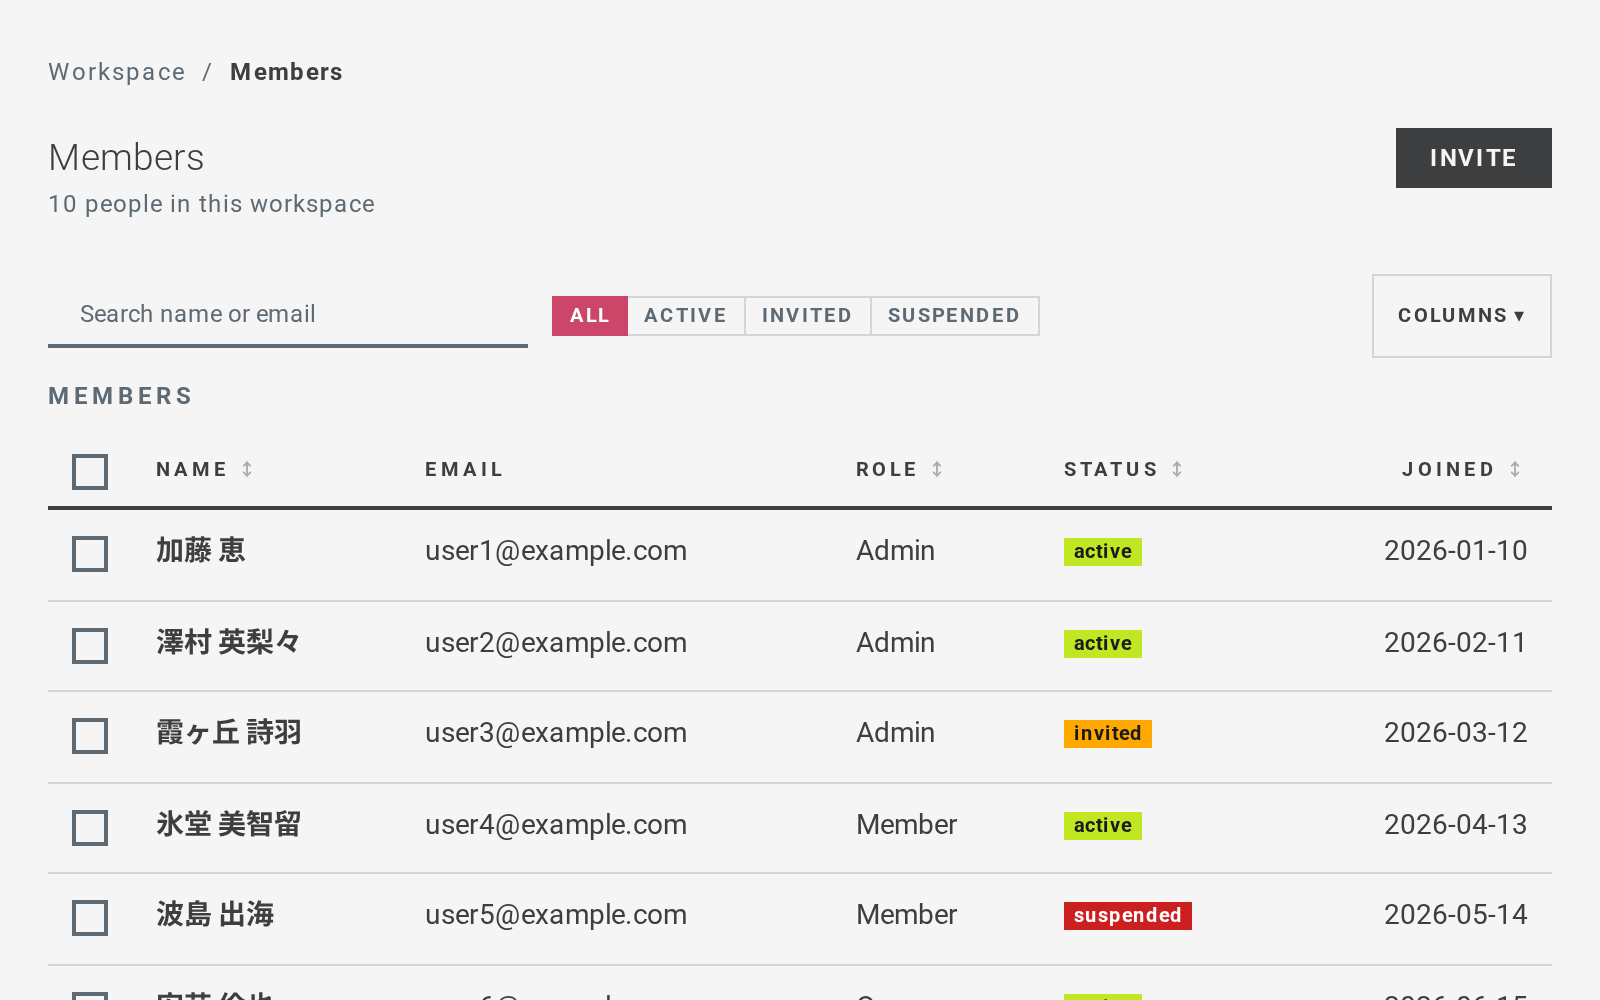 Workspace / Members
Members
INVITE
10 people in this workspace
Search name or email
ALL ACTIVE INVITED SUSPENDED
COLUMNS ▾
MEMBERS
NAME ↕ EMAIL ROLE ↕ STATUS ↕ JOINED ↕
加藤 恵 user1@example.com Admin active 2026-01-10
澤村 英梨々 user2@example.com Admin active 2026-02-11
霞ヶ丘 詩羽 user3@example.com Admin invited 2026-03-12
氷堂 美智留 user4@example.com Member active 2026-04-13
波島 出海 user5@example.com Member suspended 2026-05-14